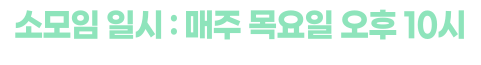 소모임 일시 : 매주 목요일 오후 10시